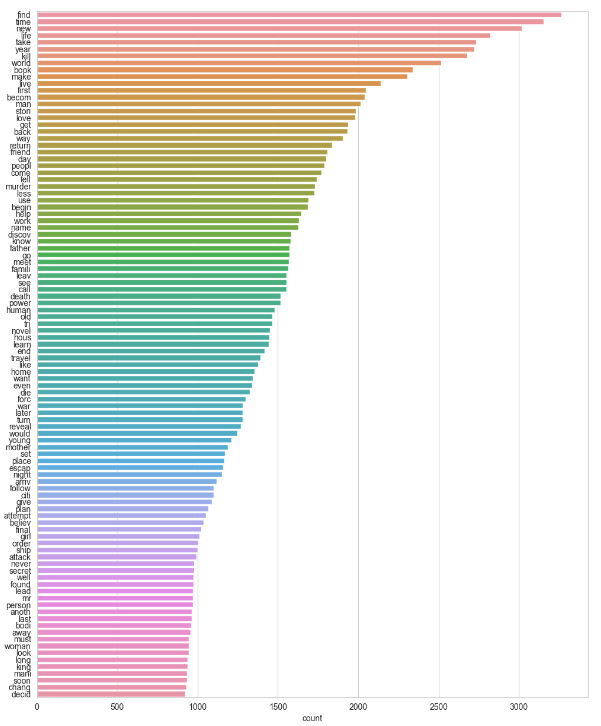 find
time
new
life
take
year
kill
world
book
make
live
first
becom
man
ston
love
get
back
way
return
friend
day
peopl
come
tell
murder
less
use
begin
help
work
name
discov
know
father
go
meet
famili
leav
see
call
death
power
human
old
tri
novel
hous
learn
end
travel
like
home
want
even
die
forc
war
later
turn
reveal
would
young
mother
set
place
escap
night
arriv
follow
citi
give
plan
attempt
believ
final
girl
order
ship
attack
never
secret
well
found
lead
mr
person
anoth
last
bodi
away
must
woman
look
long
king
mani
soon
chang
decid
0 500 1000 1500 2000 2500 3000
count